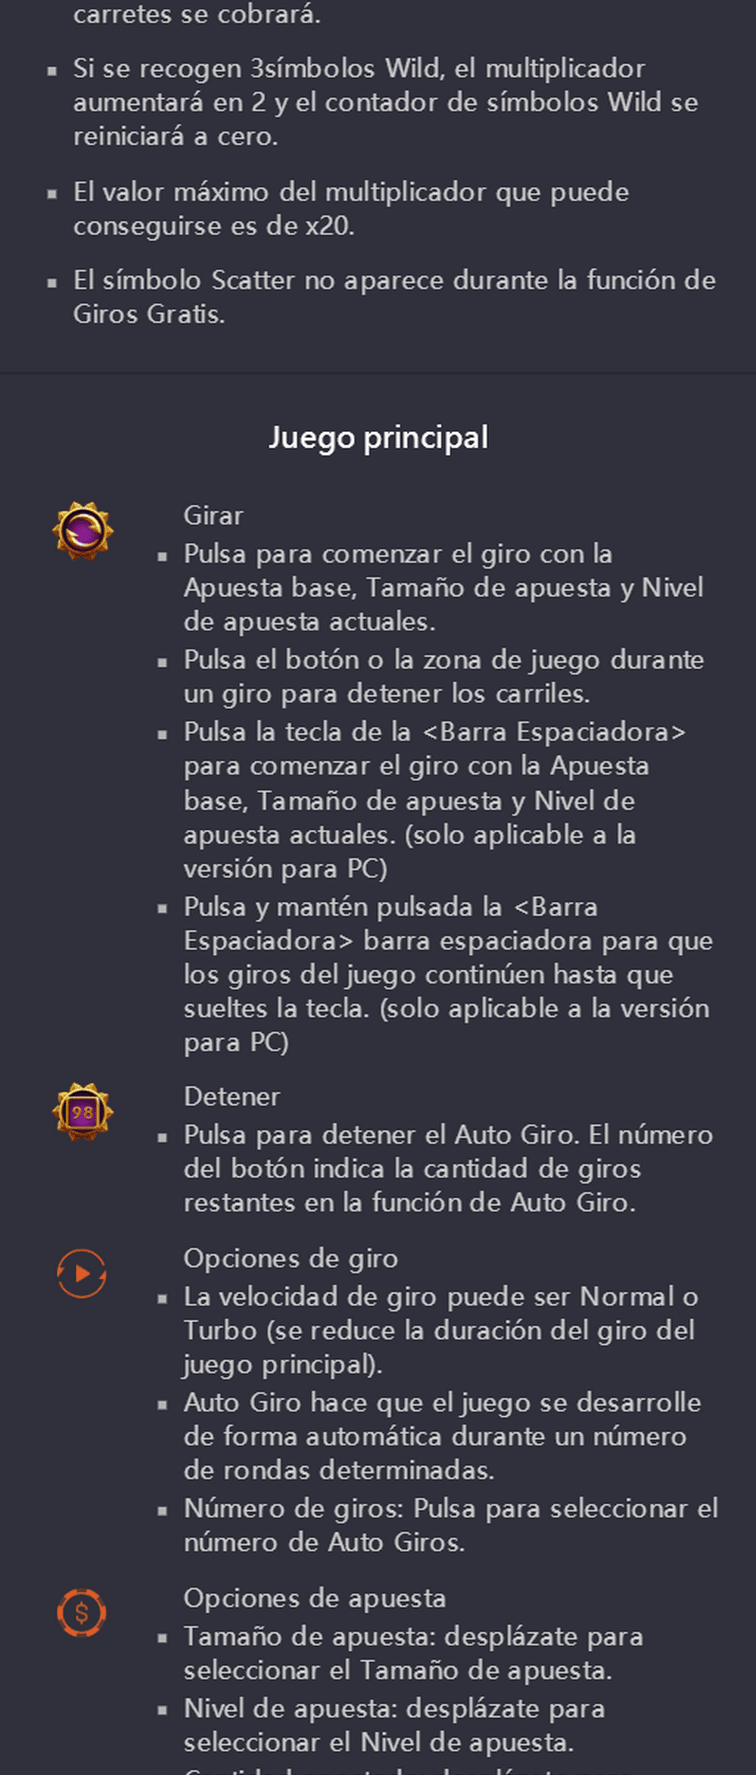 carretes se cobrará.
Si se recogen 3símbolos Wild, el multiplicador
aumentará en 2 y el contador de símbolos Wild se
reiniciará a cero.
El valor máximo del multiplicador que puede
conseguirse es de x20.
El símbolo Scatter no aparece durante la función de
Giros Gratis.
Juego principal
Girar
Pulsa para comenzar el giro con la
Apuesta base, Tamaño de apuesta y Nivel
de apuesta actuales.
Pulsa el botón o la zona de juego durante
un giro para detener los carriles.
Pulsa la tecla de la <Barra Espaciadora>
para comenzar el giro con la Apuesta
base, Tamaño de apuesta y Nivel de
apuesta actuales. (solo aplicable a la
versión para PC)
Pulsa y mantén pulsada la <Barra
Espaciadora> barra espaciadora para que
los giros del juego continúen hasta que
sueltes la tecla. (solo aplicable a la versión
para PC)
98
Detener
Pulsa para detener el Auto Giro. El número
del botón indica la cantidad de giros
restantes en la función de Auto Giro.
Opciones de giro
La velocidad de giro puede ser Normal o
Turbo (se reduce la duración del giro del
juego principal).
Auto Giro hace que el juego se desarrolle
de forma automática durante un número
de rondas determinadas.
Número de giros: Pulsa para seleccionar el
número de Auto Giros.
$
Opciones de apuesta
Tamaño de apuesta: desplázate para
seleccionar el Tamaño de apuesta.
Nivel de apuesta: desplázate para
seleccionar el Nivel de apuesta.